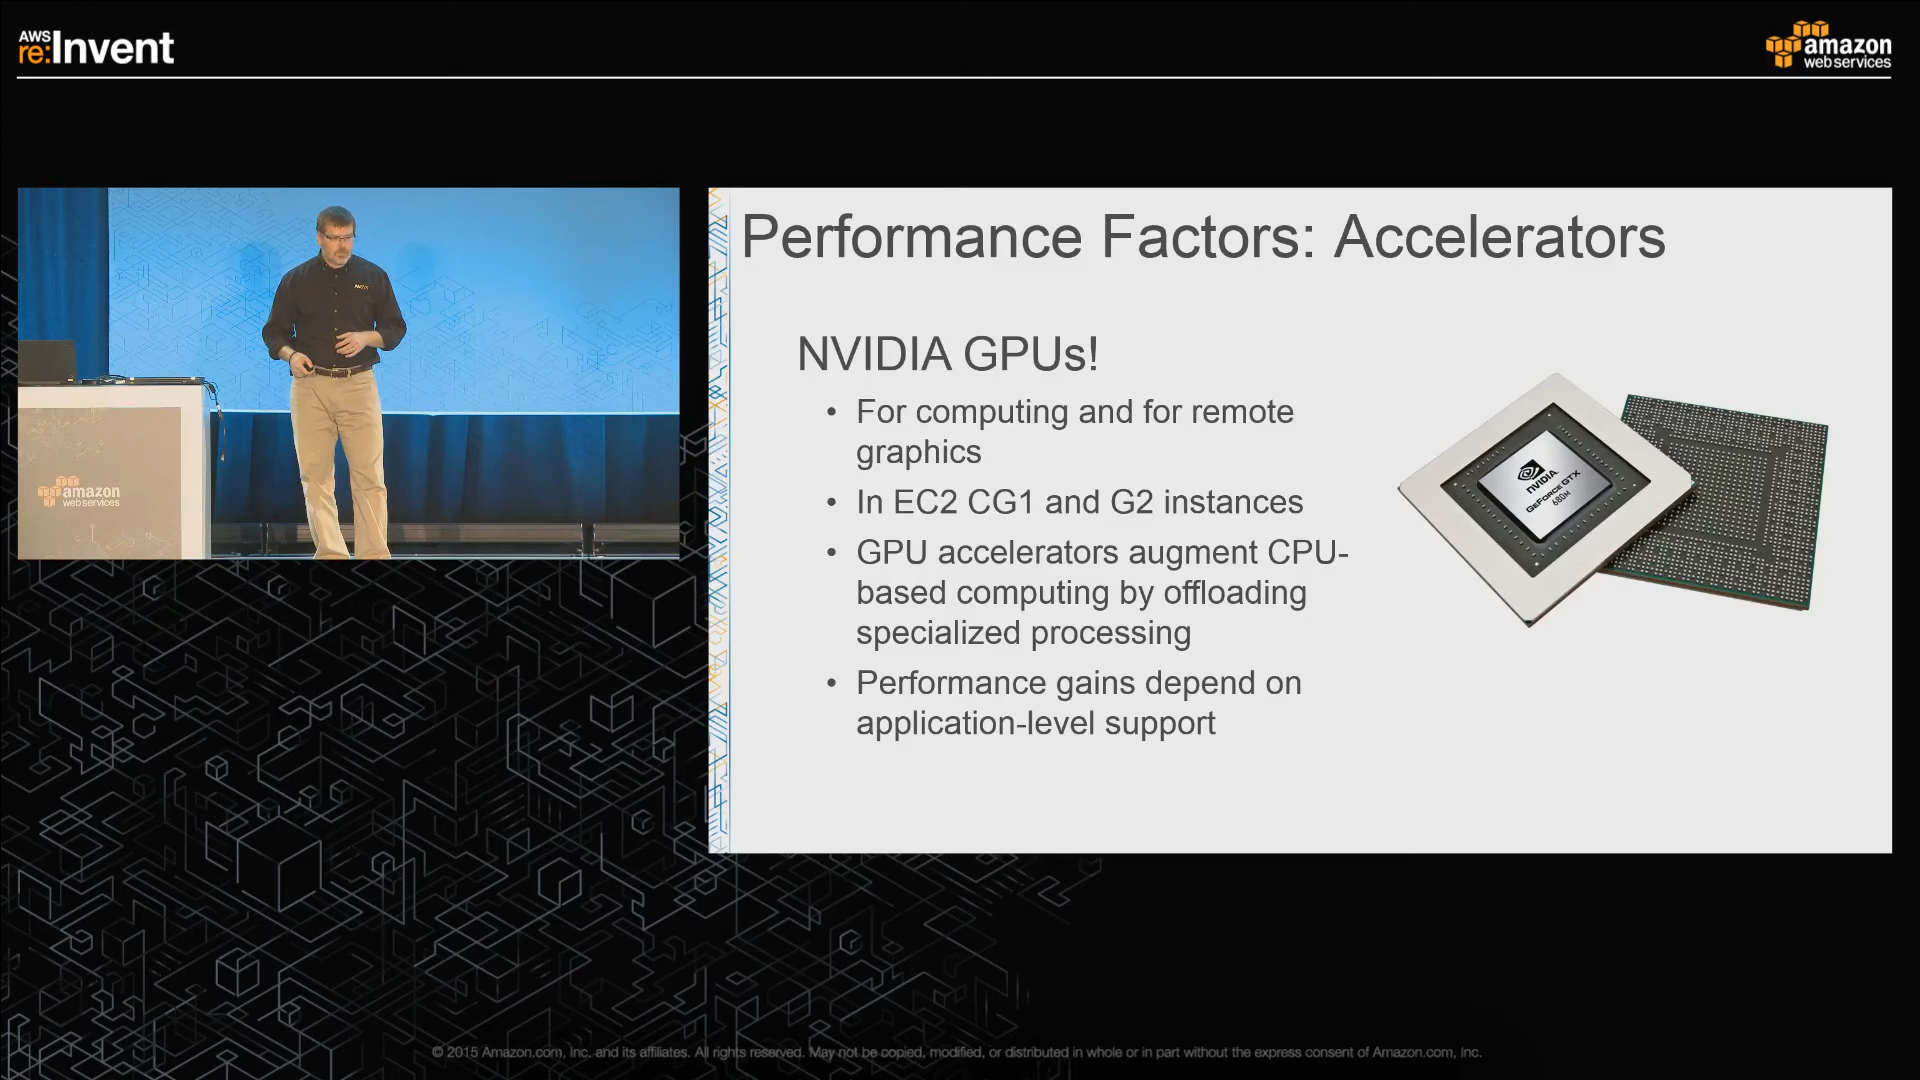 AWS
re:Invent
amazon
web services
Performance Factors: Accelerators
NVIDIA GPUs!
• For computing and for remote
graphics
• In EC2 CG1 and G2 instances
• GPU accelerators augment CPU-
based computing by offloading
specialized processing
• Performance gains depend on
application-level support
NVIDIA
GEFORCE GTX
680M
amazon
web services
© 2015 Amazon.com, Inc. and its affiliates. All rights reserved. May not be copied, modified, or distributed in whole or in part without the express consent of Amazon.com, Inc.